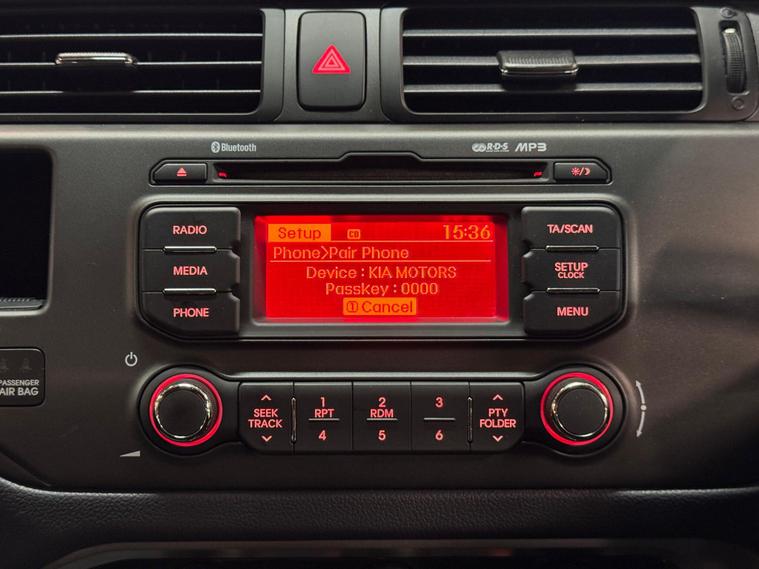 Bluetooth
R·D·S MP3
RADIO
MEDIA
PHONE
Setup CD 15:36
Phone>Pair Phone
Device : KIA MOTORS
Passkey : 0000
① Cancel
TA/SCAN
SETUP
CLOCK
MENU
PASSENGER
AIR BAG
SEEK
TRACK
1
RPT
4
2
RDM
5
3
6
PTY
FOLDER